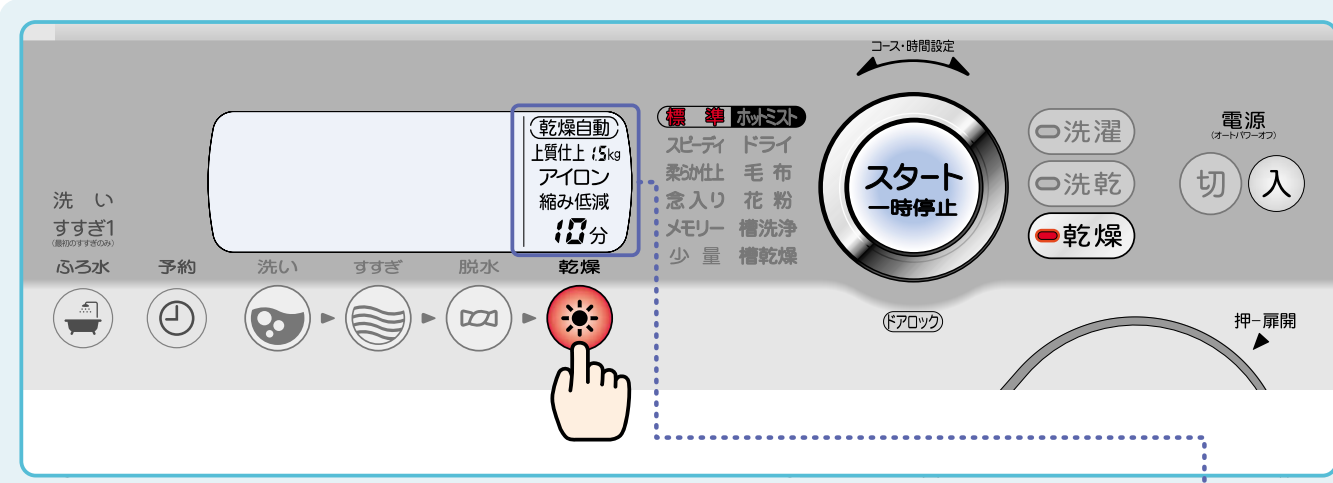 コース・時間設定
乾燥自動
上質仕上 1.5kg
アイロン
縮み低減
10分
標準 ホットミスト
スピーディ ドライ
柔らか仕上 毛布
念入り 花粉
メモリー 槽洗浄
少量 槽乾燥
スタート
一時停止
洗濯
洗乾
乾燥
電源
(オートパワーオフ)
切 入
洗い
すすぎ1
(最初のすすぎのみ)
ふろ水 予約 洗い すすぎ 脱水 乾燥
ドアロック
押-扉開